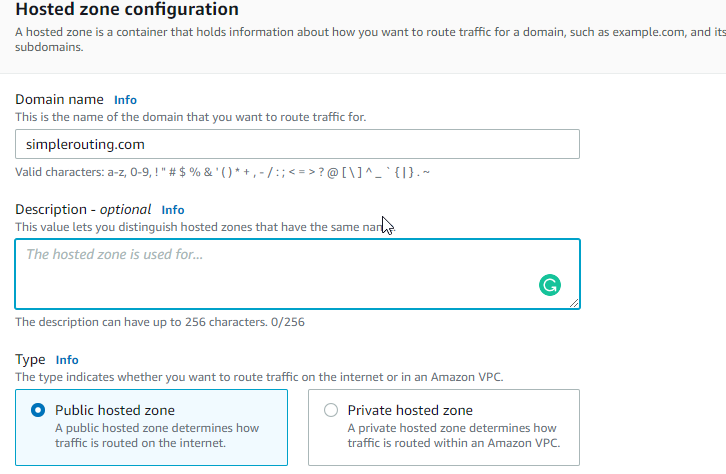 Hosted zone configuration
A hosted zone is a container that holds information about how you want to route traffic for a domain, such as example.com, and its
subdomains.
Domain name Info
This is the name of the domain that you want to route traffic for.
simplerouting.com
Valid characters: a-z, 0-9, ! " # $ % & ' ( ) * + , - / : ; < = > ? @ [ \ ] ^ _ ` { | } . ~
Description - optional Info
This value lets you distinguish hosted zones that have the same name.
The hosted zone is used for...
The description can have up to 256 characters. 0/256
Type Info
The type indicates whether you want to route traffic on the internet or in an Amazon VPC.
Public hosted zone
A public hosted zone determines how
traffic is routed on the internet.
Private hosted zone
A private hosted zone determines how
traffic is routed within an Amazon VPC.